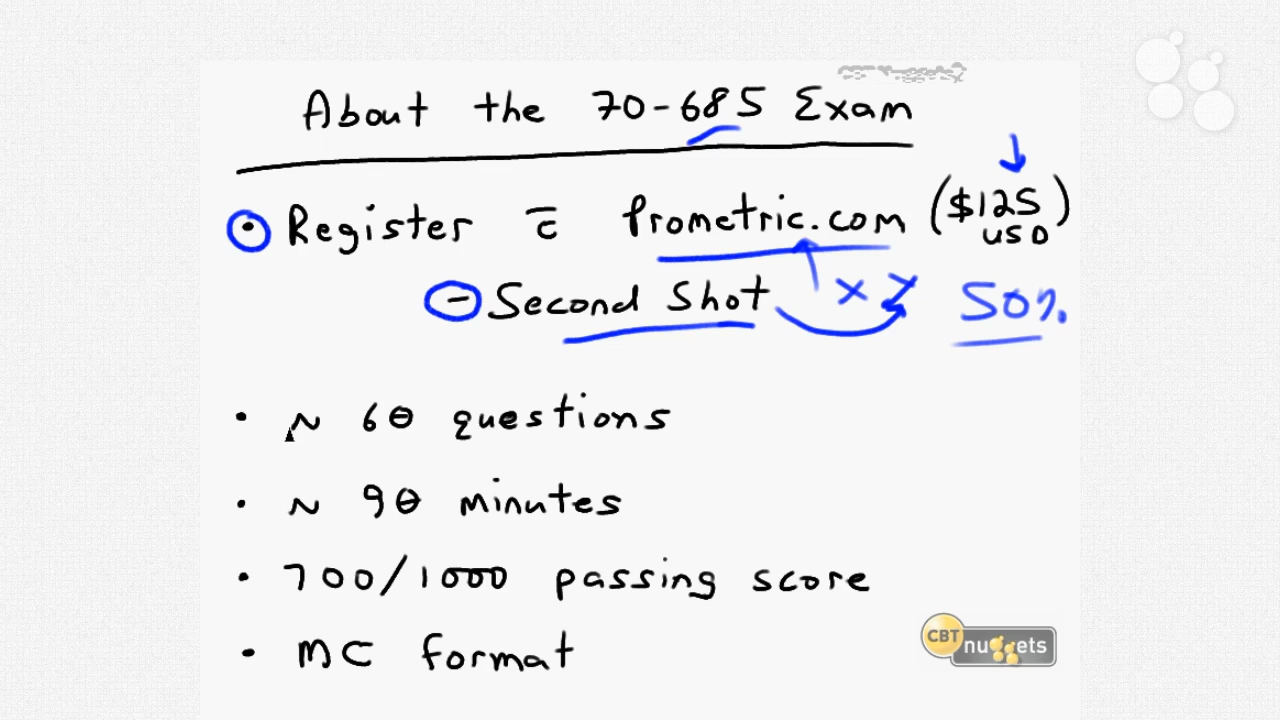 About the 70-685 Exam
• Register c̄ Prometric.com ($125 USD)
- Second Shot x 2 50%
• ~ 60 questions
• ~ 90 minutes
• 700/1000 passing score
• MC format
CBT nuggets